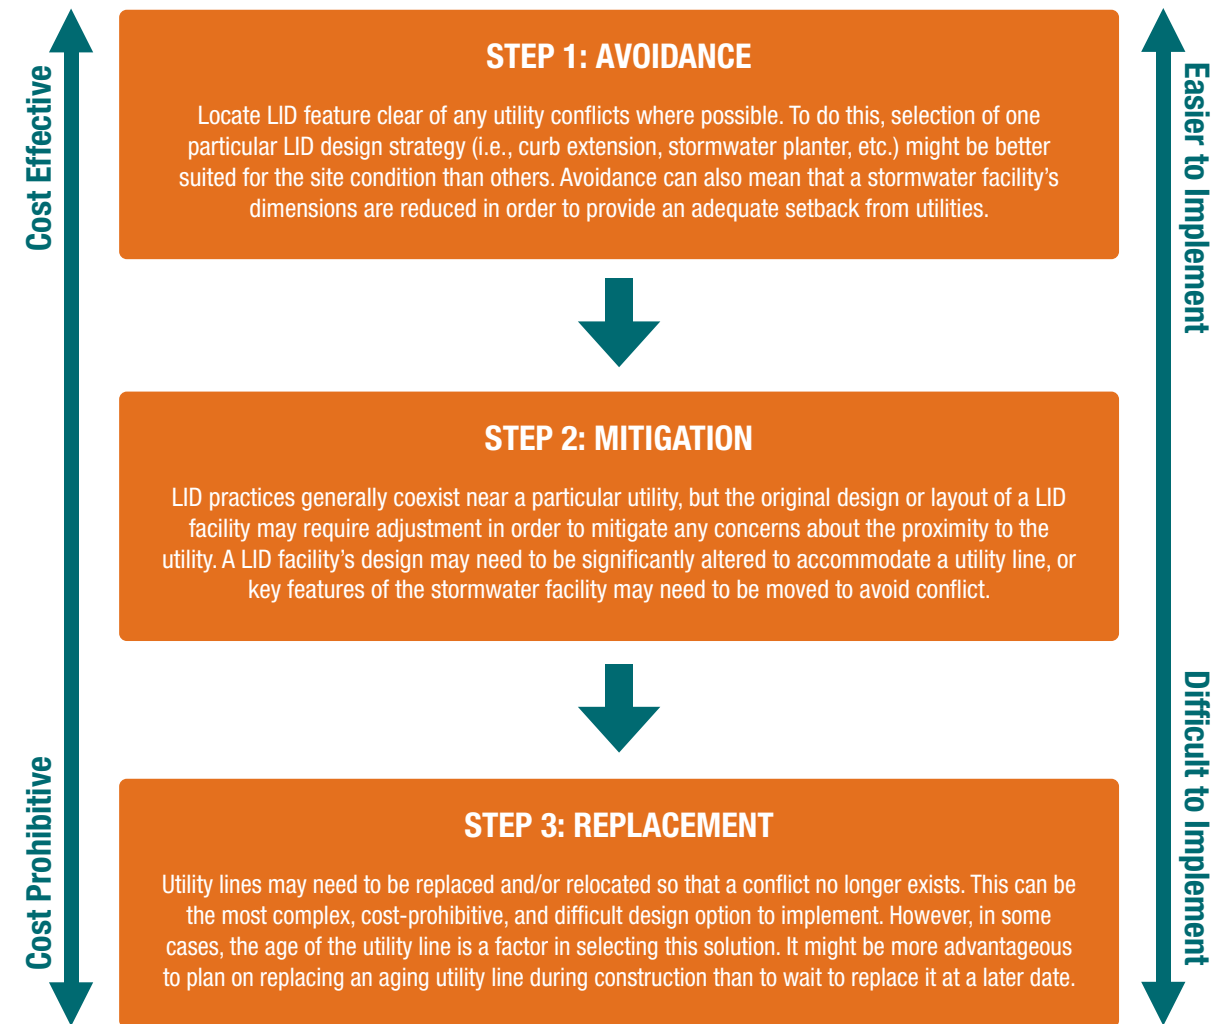 STEP 1: AVOIDANCE
Locate LID feature clear of any utility conflicts where possible. To do this, selection of one
particular LID design strategy (i.e., curb extension, stormwater planter, etc.) might be better
suited for the site condition than others. Avoidance can also mean that a stormwater facility's
dimensions are reduced in order to provide an adequate setback from utilities.
Cost Effective
Easier to Implement
STEP 2: MITIGATION
LID practices generally coexist near a particular utility, but the original design or layout of a LID
facility may require adjustment in order to mitigate any concerns about the proximity to the
utility. A LID facility's design may need to be significantly altered to accommodate a utility line, or
key features of the stormwater facility may need to be moved to avoid conflict.
STEP 3: REPLACEMENT
Utility lines may need to be replaced and/or relocated so that a conflict no longer exists. This can be
the most complex, cost-prohibitive, and difficult design option to implement. However, in some
cases, the age of the utility line is a factor in selecting this solution. It might be more advantageous
to plan on replacing an aging utility line during construction than to wait to replace it at a later date.
Cost Prohibitive
Difficult to Implement